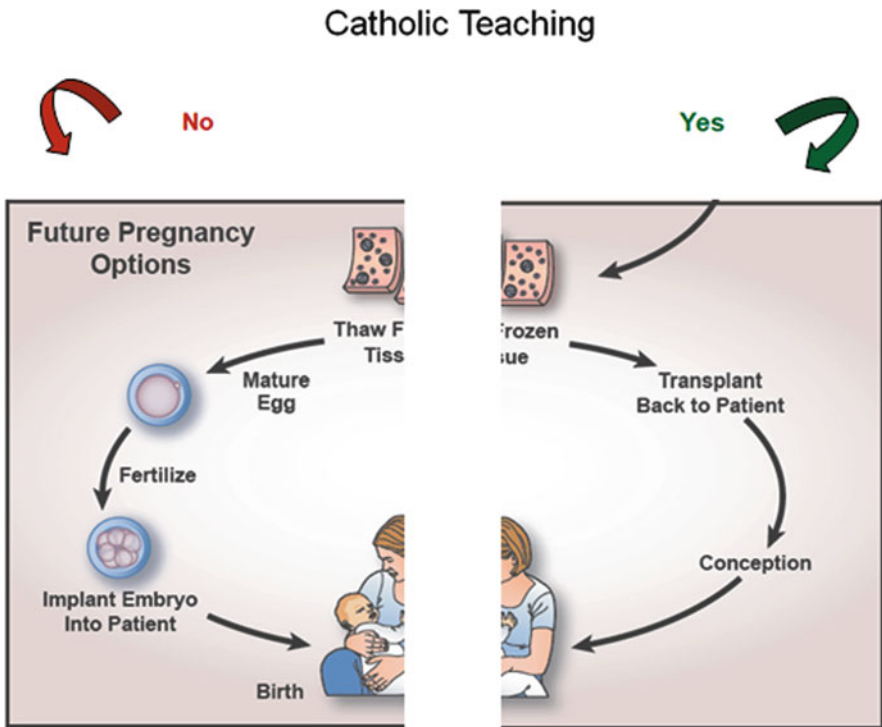 Catholic Teaching
No
Yes
Future Pregnancy
Options
Thaw F
Tiss
Mature
Egg
Fertilize
Implant Embryo
Into Patient
Birth
Frozen
sue
Transplant
Back to Patient
Conception